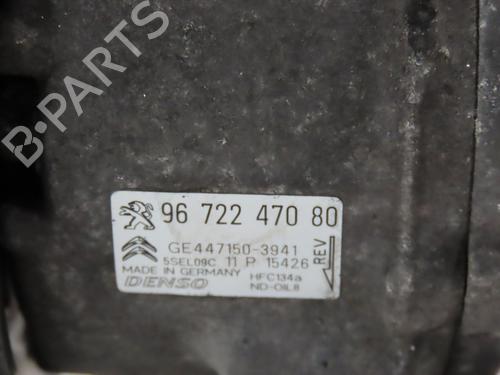 B-PARTS
96 722 470 80
GE447150-3941
5SEL09C 11 P 15426
MADE IN GERMANY HFC134a
DENSO ND-OIL8
REV